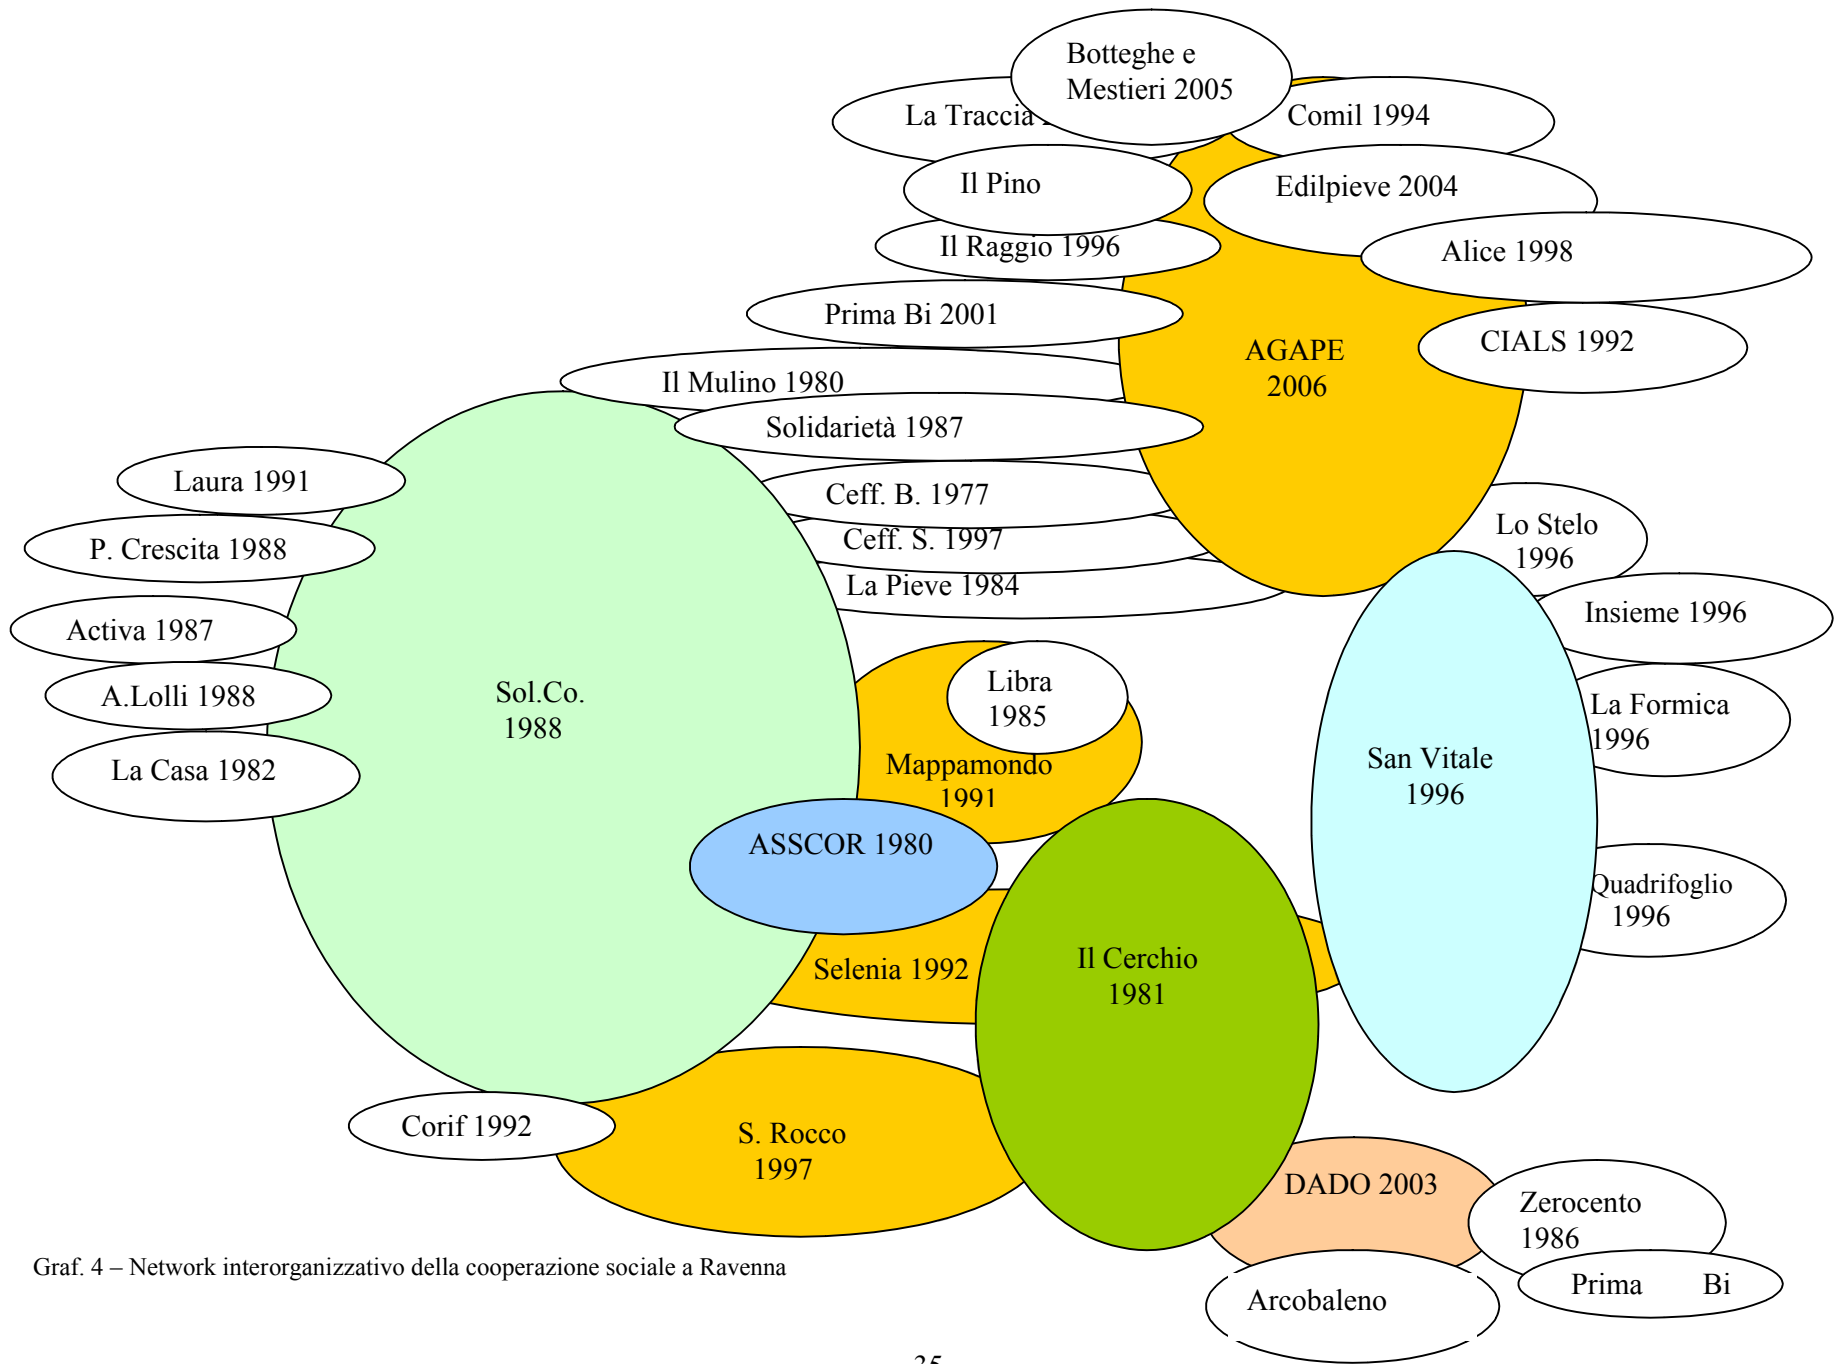 Botteghe e
Mestieri 2005
La Traccia
Comil 1994
Il Pino
Edilpieve 2004
Il Raggio 1996
Alice 1998
Prima Bi 2001
CIALS 1992
AGAPE
2006
Il Mulino 1980
Solidarietà 1987
Laura 1991
Ceff. B. 1977
Lo Stelo
1996
P. Crescita 1988
Ceff. S. 1997
La Pieve 1984
Insieme 1996
Activa 1987
A.Lolli 1988
Sol.Co.
1988
Libra
1985
La Formica
1996
La Casa 1982
Mappamondo
1991
San Vitale
1996
ASSCOR 1980
Quadrifoglio
1996
Selenia 1992
Il Cerchio
1981
Corif 1992
S. Rocco
1997
DADO 2003
Zerocento
1986
Prima Bi
Arcobaleno
Graf. 4 – Network interorganizzativo della cooperazione sociale a Ravenna